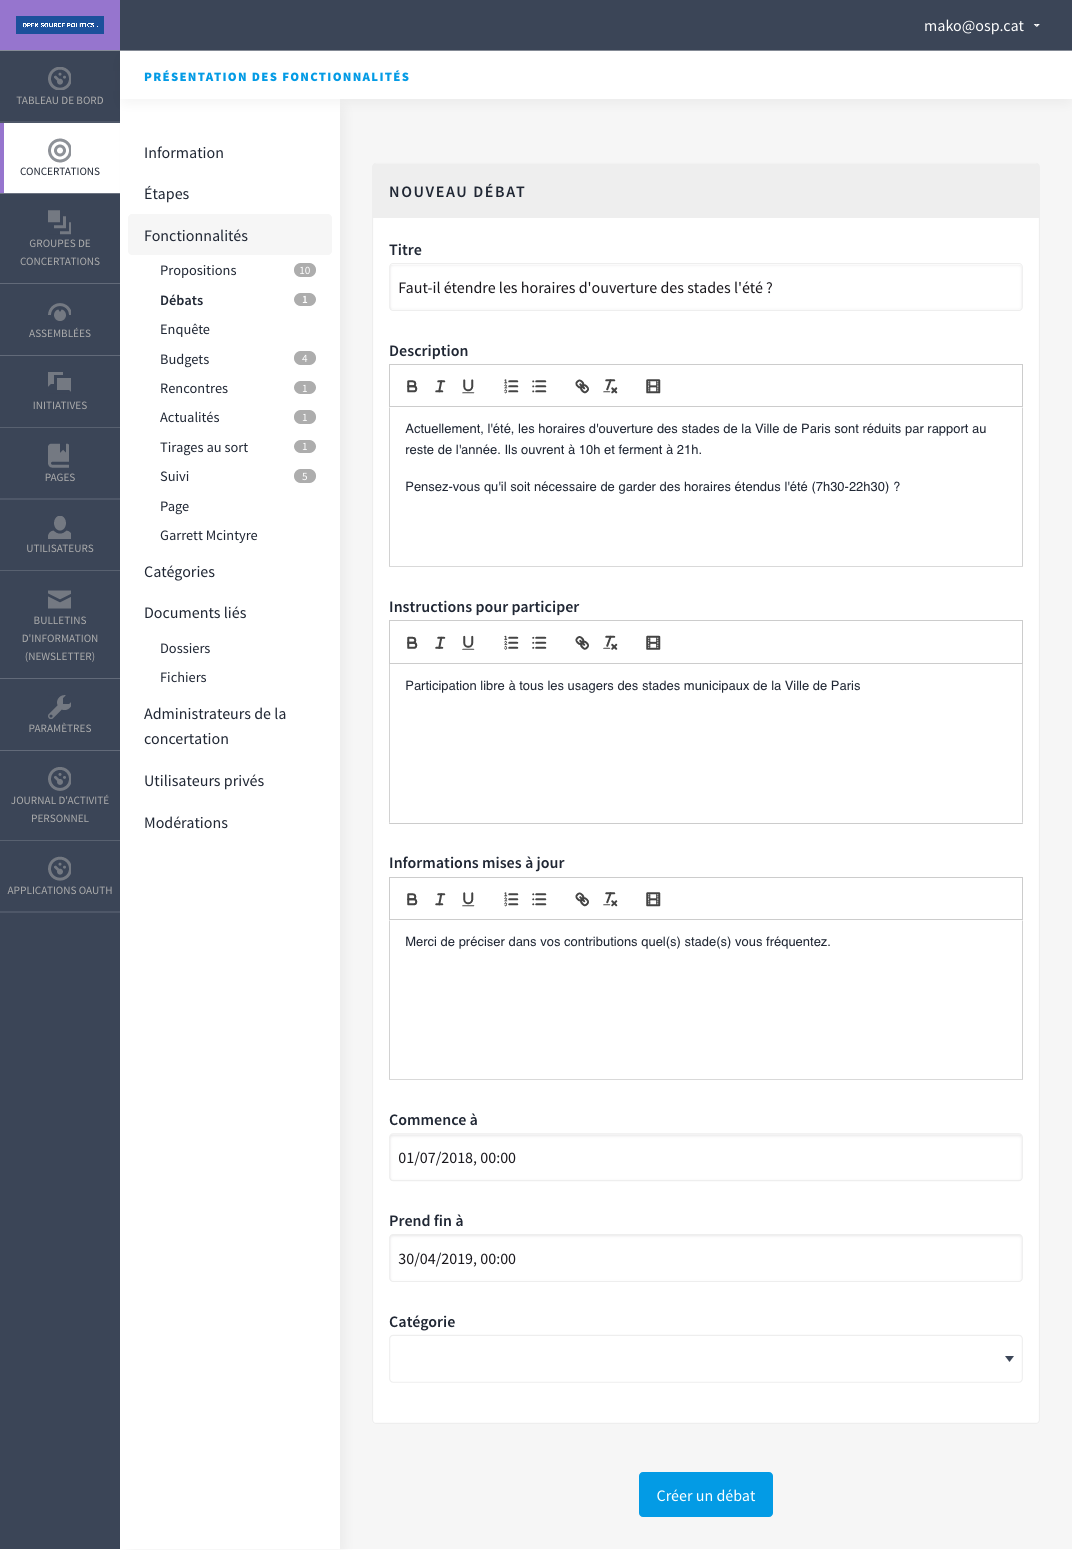 OPEN SOURCE POLITICS
mako@osp.cat
PRÉSENTATION DES FONCTIONNALITÉS
TABLEAU DE BORD
CONCERTATIONS
GROUPES DE
CONCERTATIONS
ASSEMBLÉES
INITIATIVES
PAGES
UTILISATEURS
BULLETINS
D'INFORMATION
(NEWSLETTER)
PARAMÈTRES
JOURNAL D'ACTIVITÉ
PERSONNEL
APPLICATIONS OAUTH
Information
Étapes
Fonctionnalités
Propositions 10
Débats 1
Enquête
Budgets 4
Rencontres 1
Actualités 1
Tirages au sort 1
Suivi 5
Page
Garrett Mcintyre
Catégories
Documents liés
Dossiers
Fichiers
Administrateurs de la
concertation
Utilisateurs privés
Modérations
NOUVEAU DÉBAT
Titre
Faut-il étendre les horaires d'ouverture des stades l'été ?
Description
Actuellement, l'été, les horaires d'ouverture des stades de la Ville de Paris sont réduits par rapport au
reste de l'année. Ils ouvrent à 10h et ferment à 21h.
Pensez-vous qu'il soit nécessaire de garder des horaires étendus l'été (7h30-22h30) ?
Instructions pour participer
Participation libre à tous les usagers des stades municipaux de la Ville de Paris
Informations mises à jour
Merci de préciser dans vos contributions quel(s) stade(s) vous fréquentez.
Commence à
01/07/2018, 00:00
Prend fin à
30/04/2019, 00:00
Catégorie
Créer un débat